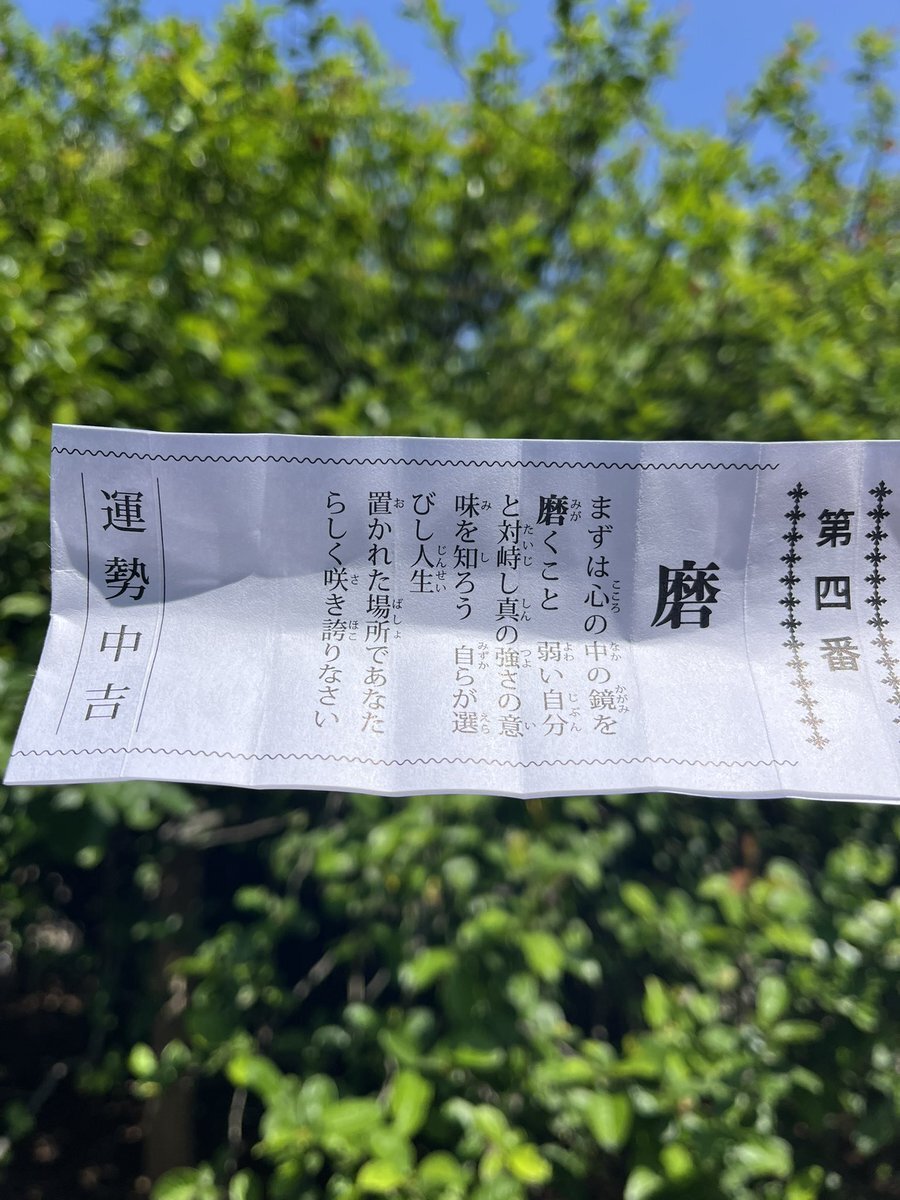 第四番
磨
まずは心の中の鏡を
磨くこと　弱い自分
と対峙し真の強さの意
味を知ろう　自らが選
びし人生
置かれた場所であなた
らしく咲き誇りなさい
運勢中吉